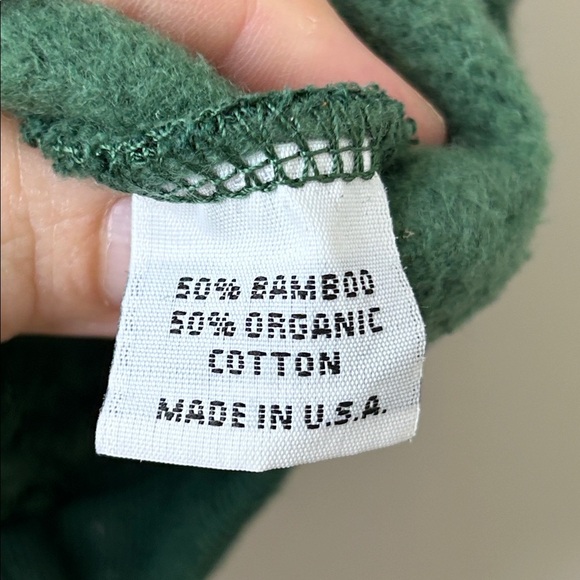 50% BAMBOO
50% ORGANIC
COTTON
MADE IN U.S.A.